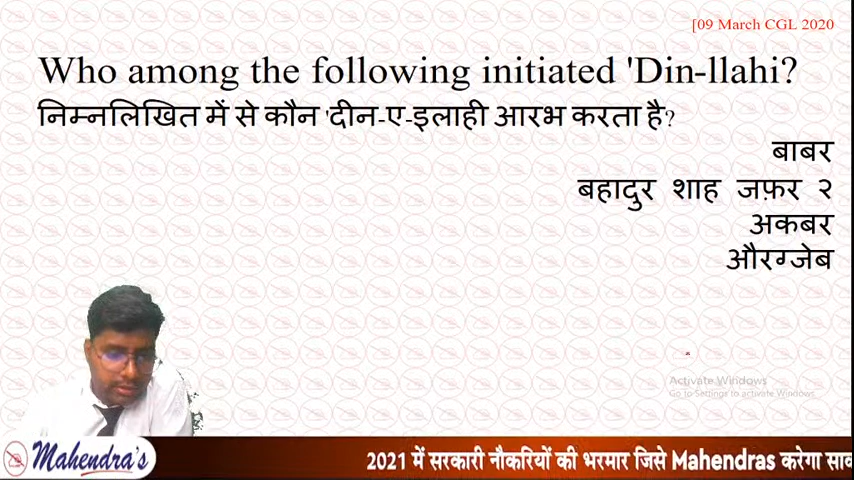 [09 March CGL 2020
Who among the following initiated 'Din-llahi?
निम्नलिखित में से कौन 'दीन-ए-इलाही आरभ करता है?
बाबर
बहादुर शाह जफ़र २
अकबर
औरग्जेब
Activate Windows
Go to Settings to activate Windows.
Mahendra's
2021 में सरकारी नौकरियों की भरमार जिसे Mahendras करेगा साव